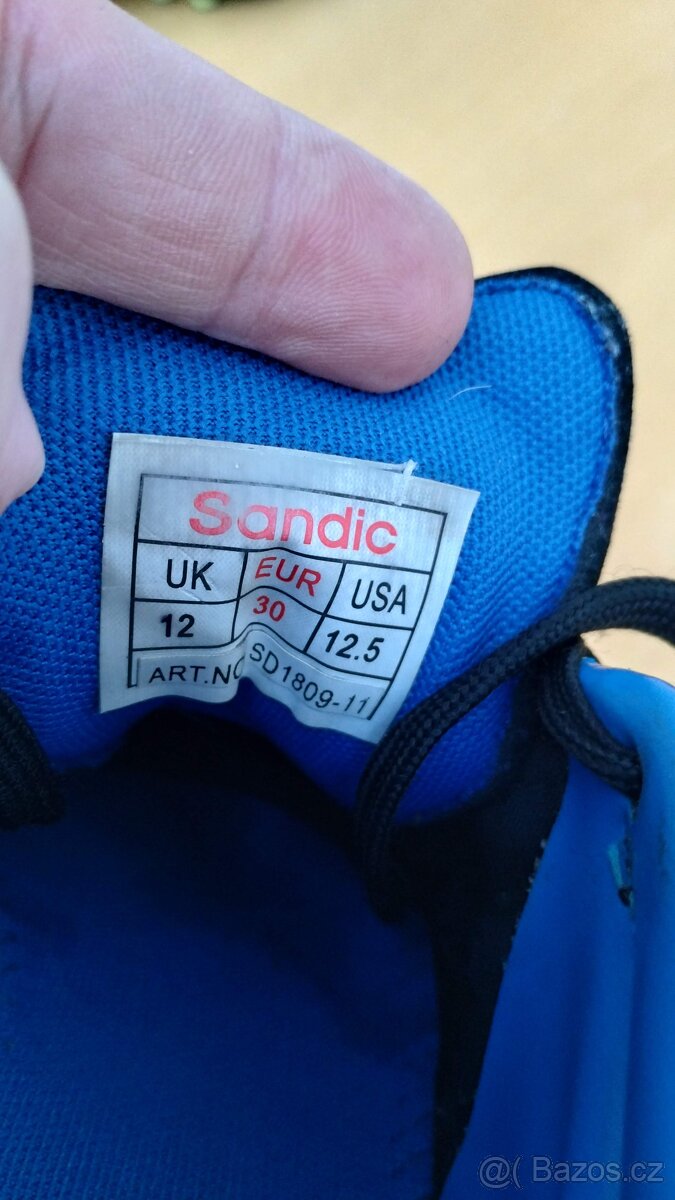 Sandic
UK EUR USA
12 30 12.5
ART.NO SD1809-11
@( Bazos.cz